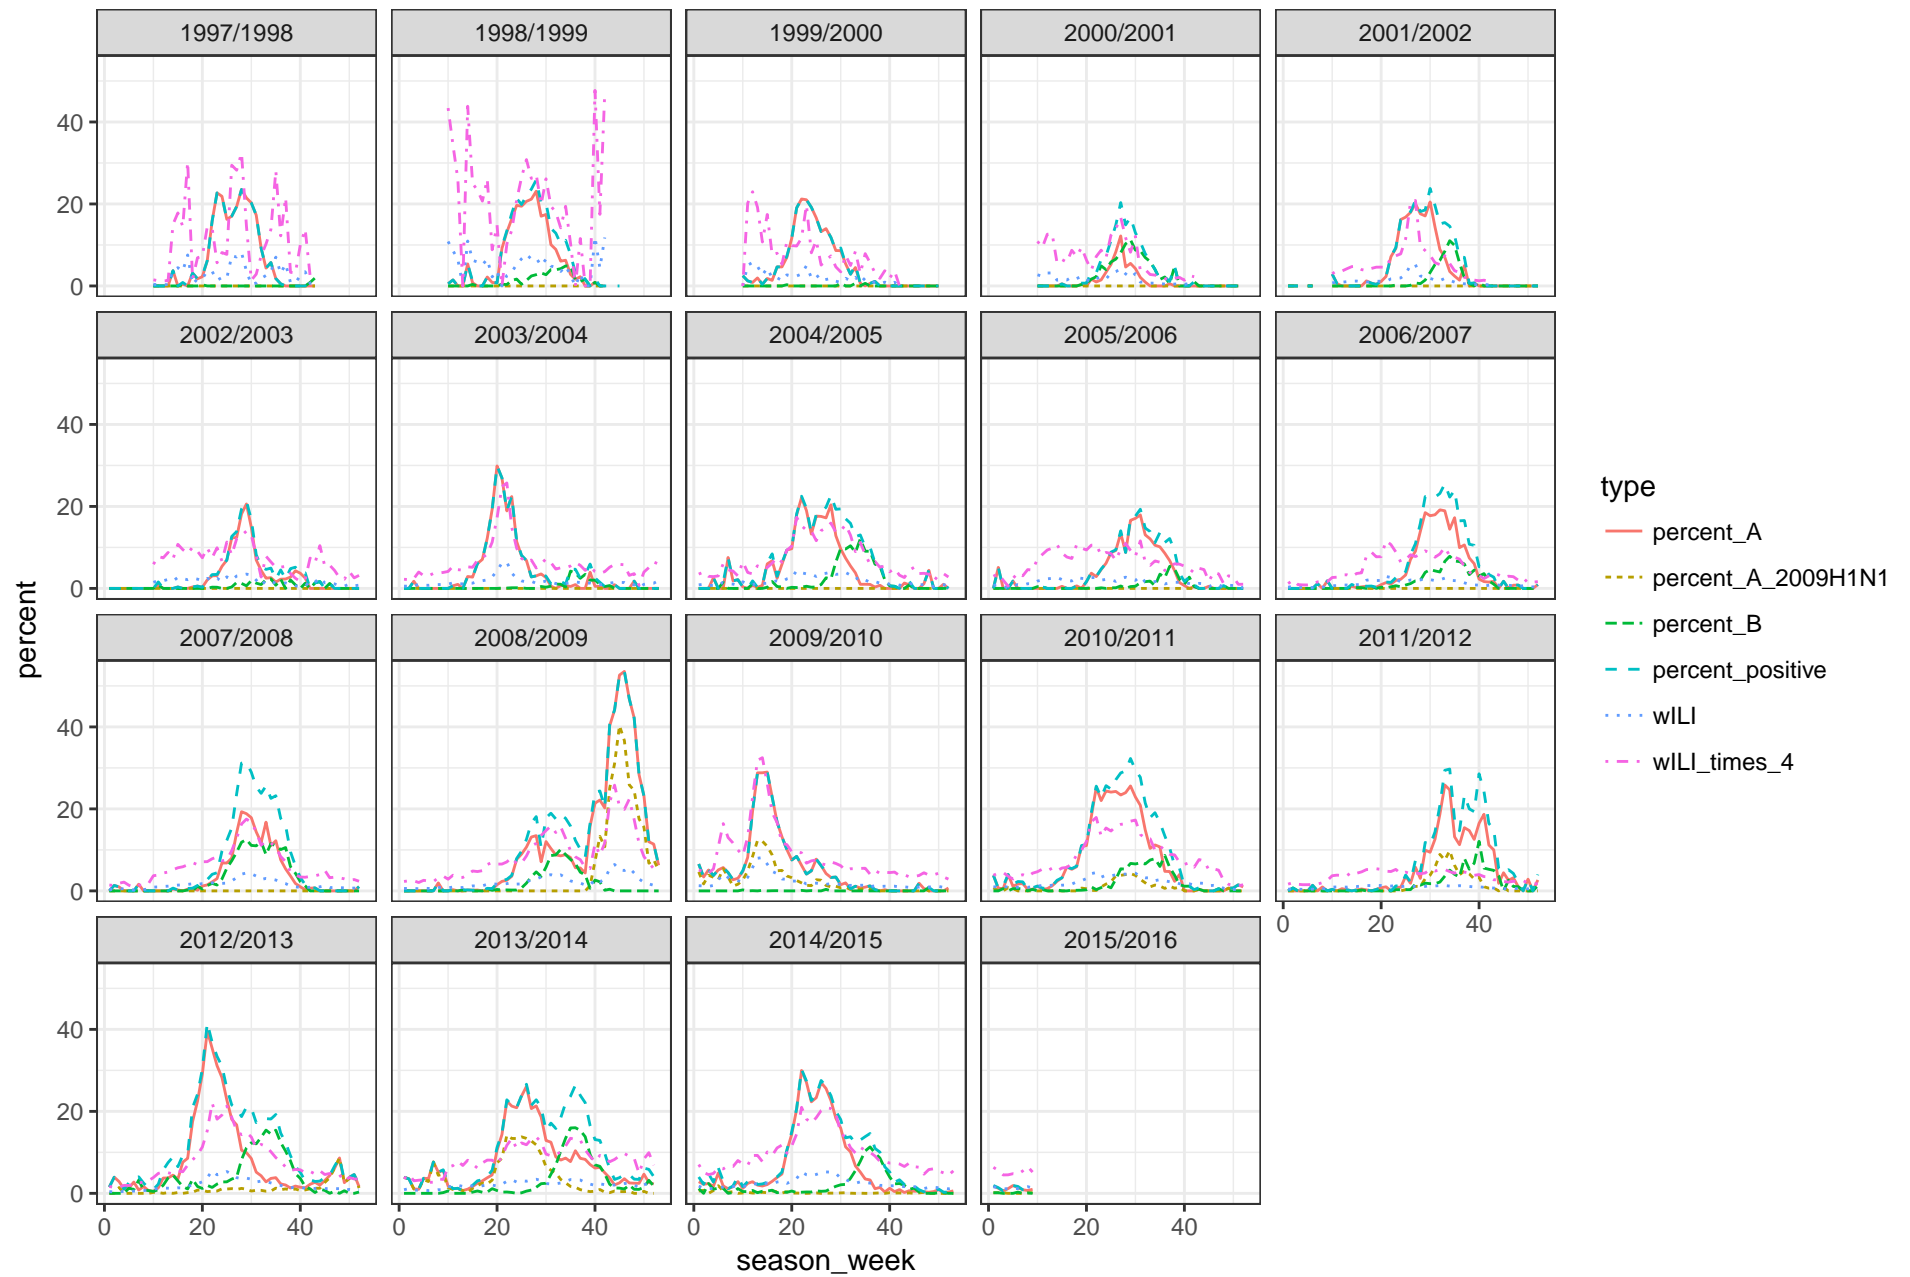 1997/1998 1998/1999 1999/2000 2000/2001 2001/2002
40
20
0
2002/2003 2003/2004 2004/2005 2005/2006 2006/2007
40
20
0
2007/2008 2008/2009 2009/2010 2010/2011 2011/2012
40
20
0
0 20 40
2012/2013 2013/2014 2014/2015 2015/2016
40
20
0
0 20 40 0 20 40 0 20 40 0 20 40
season_week
percent
type
percent_A
percent_A_2009H1N1
percent_B
percent_positive
wILI
wILI_times_4